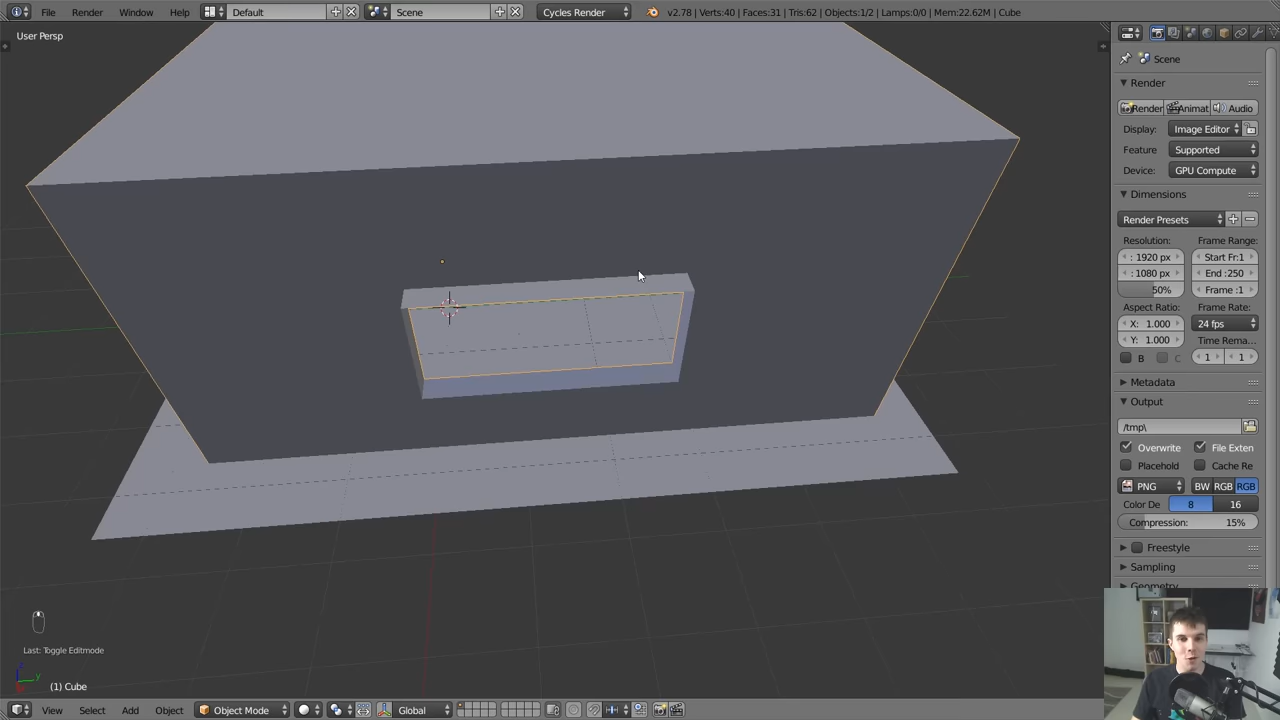 File Render Window Help Default Scene Cycles Render v2.78 | Verts:40 | Faces:31 | Tris:62 | Objects:1/2 | Lamps:0/0 | Mem:22.62M | Cube
User Persp
Scene
Render
Render Animat Audio
Display: Image Editor
Feature Supported
Device: GPU Compute
Dimensions
Render Presets
Resolution: Frame Range:
: 1920 px Start Fr:1
: 1080 px End :250
50% Frame :1
Aspect Ratio: Frame Rate:
X: 1.000 24 fps
Y: 1.000 Time Rema...
B C 1 1
Metadata
Output
/tmp\
Overwrite File Exten
Placehold Cache Re
PNG BW RGB RGB
Color De 8 16
Compression: 15%
Freestyle
Sampling
Geometry
Last: Toggle Editmode
z y
(1) Cube
View Select Add Object Object Mode Global